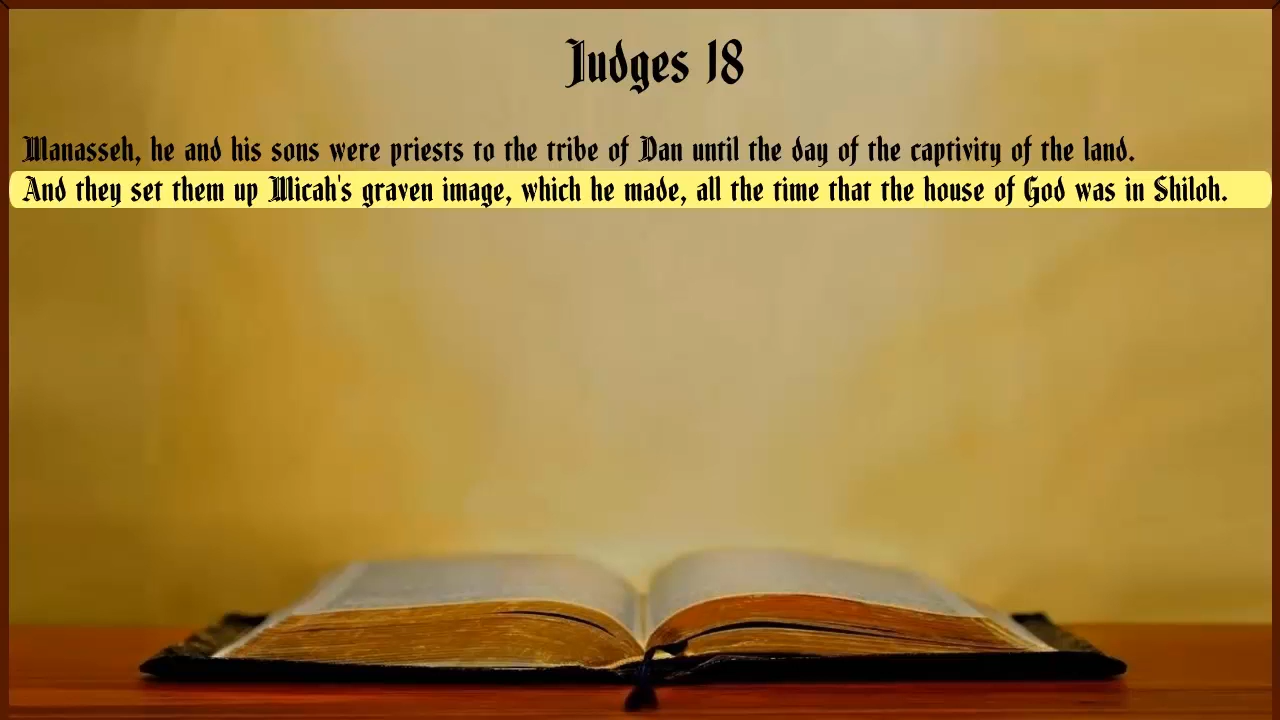 Judges 18
Manasseh, he and his sons were priests to the tribe of Dan until the day of the captivity of the land.
And they set them up Micah's graven image, which he made, all the time that the house of God was in Shiloh.